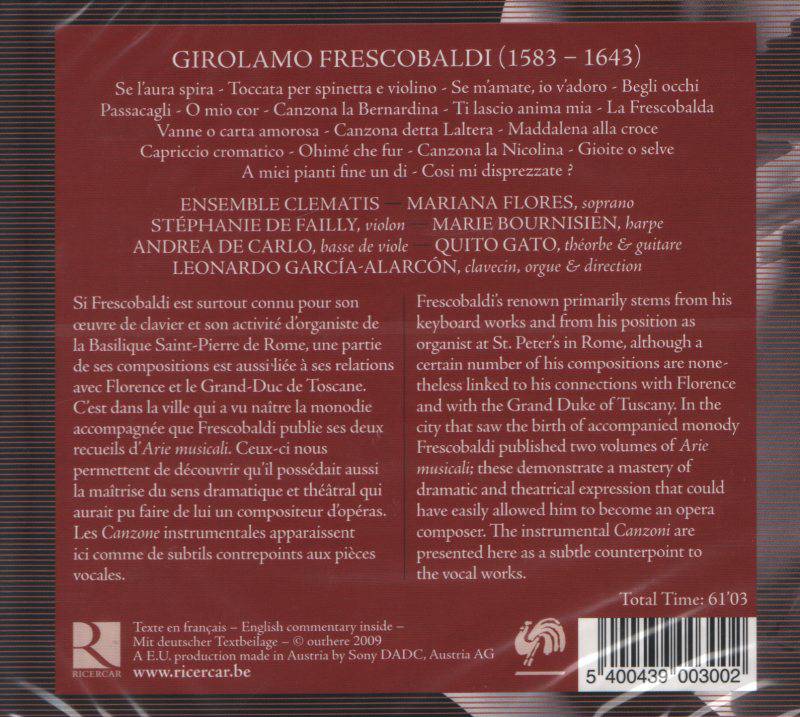 GIROLAMO FRESCOBALDI (1583 – 1643)
Se l'aura spira - Toccata per spinetta e violino - Se m'amate, io v'adoro - Begli occhi
Passacagli - O mio cor - Canzona la Bernardina - Ti lascio anima mia - La Frescobalda
Vanne o carta amorosa - Canzona detta Laltera - Maddalena alla croce
Capriccio cromatico - Ohimé che fur - Canzona la Nicolina - Gioite o selve
A miei pianti fine un di - Cosi mi disprezzate ?
ENSEMBLE CLEMATIS — MARIANA FLORES, soprano
STÉPHANIE DE FAILLY, violon — MARIE BOURNISIEN, harpe
ANDREA DE CARLO, basse de viole — QUITO GATO, théorbe & guitare
LEONARDO GARCÍA-ALARCÓN, clavecin, orgue & direction
Si Frescobaldi est surtout connu pour son
œuvre de clavier et son activité d'organiste de
la Basilique Saint-Pierre de Rome, une partie
de ses compositions est aussi·liée à ses relations
avec Florence et le Grand-Duc de Toscane.
C'est dans la ville qui a vu naître la monodie
accompagnée que Frescobaldi publie ses deux
recueils d'Arie musicali. Ceux-ci nous
permettent de découvrir qu'il possédait aussi
la maîtrise du sens dramatique et théâtral qui
aurait pu faire de lui un compositeur d'opéras.
Les Canzone instrumentales apparaissent
ici comme de subtils contrepoints aux pièces
vocales.
Frescobaldi's renown primarily stems from his
keyboard works and from his position as
organist at St. Peter's in Rome, although a
certain number of his compositions are none-
theless linked to his connections with Florence
and with the Grand Duke of Tuscany. In the
city that saw the birth of accompanied monody
Frescobaldi published two volumes of Arie
musicali; these demonstrate a mastery of
dramatic and theatrical expression that could
have easily allowed him to become an opera
composer. The instrumental Canzoni are
presented here as a subtle counterpoint to
the vocal works.
Total Time: 61'03
R
RICERCAR
Texte en français – English commentary inside –
Mit deutscher Textbeilage – © outhere 2009
A E.U. production made in Austria by Sony DADC, Austria AG
www.ricercar.be
5 400439 003002